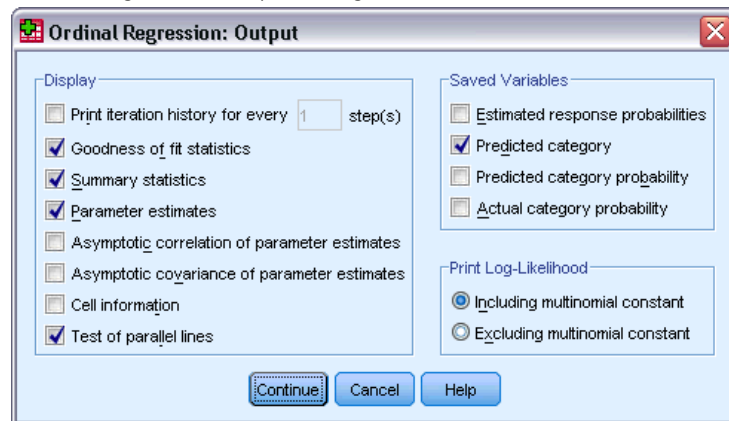 Ordinal Regression: Output
Display
Print iteration history for every 1 step(s)
Goodness of fit statistics
Summary statistics
Parameter estimates
Asymptotic correlation of parameter estimates
Asymptotic covariance of parameter estimates
Cell information
Test of parallel lines
Saved Variables
Estimated response probabilities
Predicted category
Predicted category probability
Actual category probability
Print Log-Likelihood
Including multinomial constant
Excluding multinomial constant
Continue
Cancel
Help